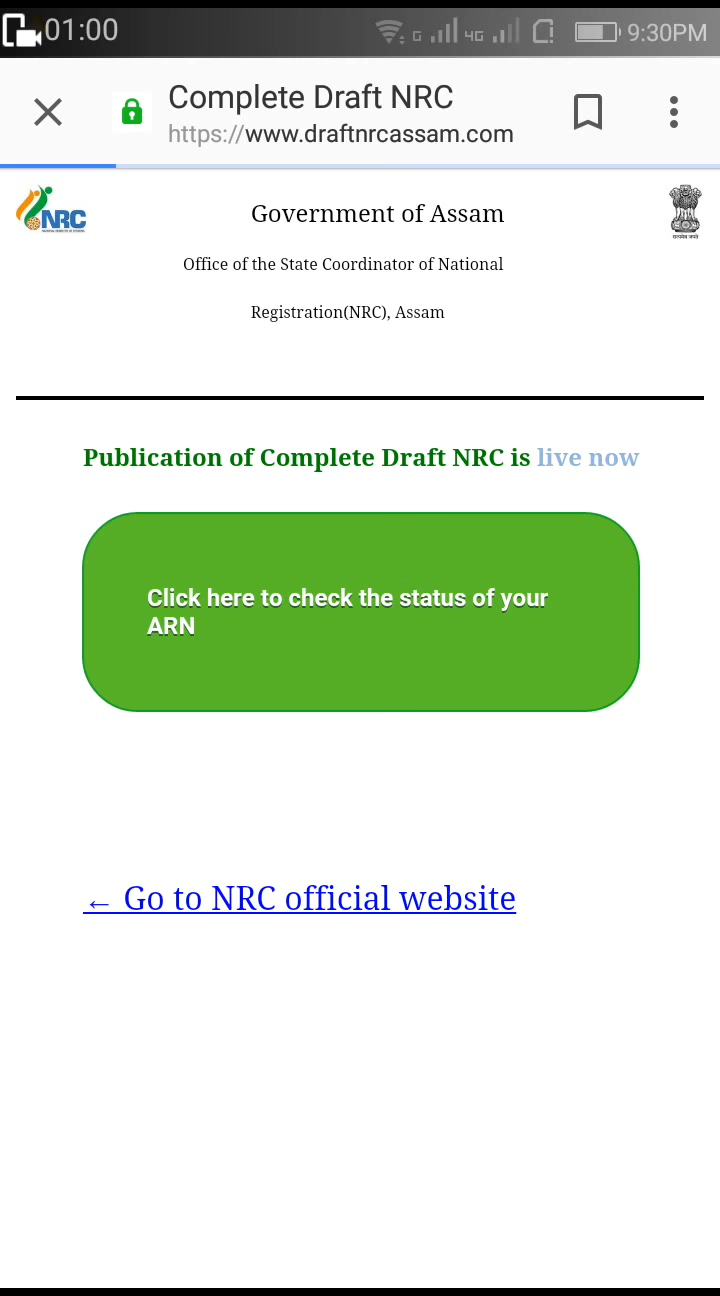 01:00 G 4G 9:30PM
Complete Draft NRC
https://www.draftnrcassam.com
NRC
Government of Assam
Office of the State Coordinator of National
Registration(NRC), Assam
Publication of Complete Draft NRC is live now
Click here to check the status of your
ARN
← Go to NRC official website